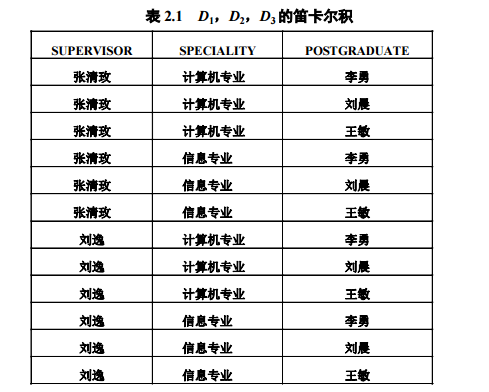 表 2.1 D1，D2，D3的笛卡尔积
SUPERVISOR SPECIALITY POSTGRADUATE
张清玫 计算机专业 李勇
张清玫 计算机专业 刘晨
张清玫 计算机专业 王敏
张清玫 信息专业 李勇
张清玫 信息专业 刘晨
张清玫 信息专业 王敏
刘逸 计算机专业 李勇
刘逸 计算机专业 刘晨
刘逸 计算机专业 王敏
刘逸 信息专业 李勇
刘逸 信息专业 刘晨
刘逸 信息专业 王敏